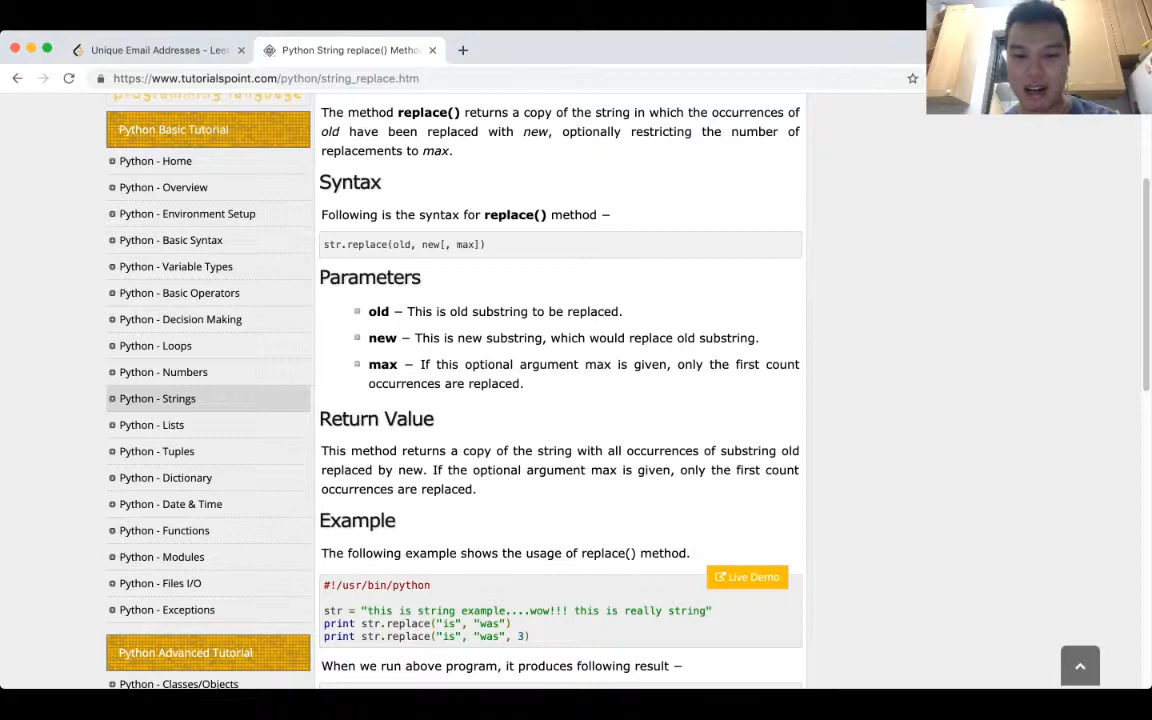 Unique Email Addresses - Leet
Python String replace() Metho
https://www.tutorialspoint.com/python/string_replace.htm
programming language
Python Basic Tutorial
Python - Home
Python - Overview
Python - Environment Setup
Python - Basic Syntax
Python - Variable Types
Python - Basic Operators
Python - Decision Making
Python - Loops
Python - Numbers
Python - Strings
Python - Lists
Python - Tuples
Python - Dictionary
Python - Date & Time
Python - Functions
Python - Modules
Python - Files I/O
Python - Exceptions
Python Advanced Tutorial
Python - Classes/Objects
The method replace() returns a copy of the string in which the occurrences of
old have been replaced with new, optionally restricting the number of
replacements to max.
Syntax
Following is the syntax for replace() method −
str.replace(old, new[, max])
Parameters
old − This is old substring to be replaced.
new − This is new substring, which would replace old substring.
max − If this optional argument max is given, only the first count
occurrences are replaced.
Return Value
This method returns a copy of the string with all occurrences of substring old
replaced by new. If the optional argument max is given, only the first count
occurrences are replaced.
Example
The following example shows the usage of replace() method.
Live Demo
#!/usr/bin/python
str = "this is string example....wow!!! this is really string"
print str.replace("is", "was")
print str.replace("is", "was", 3)
When we run above program, it produces following result −